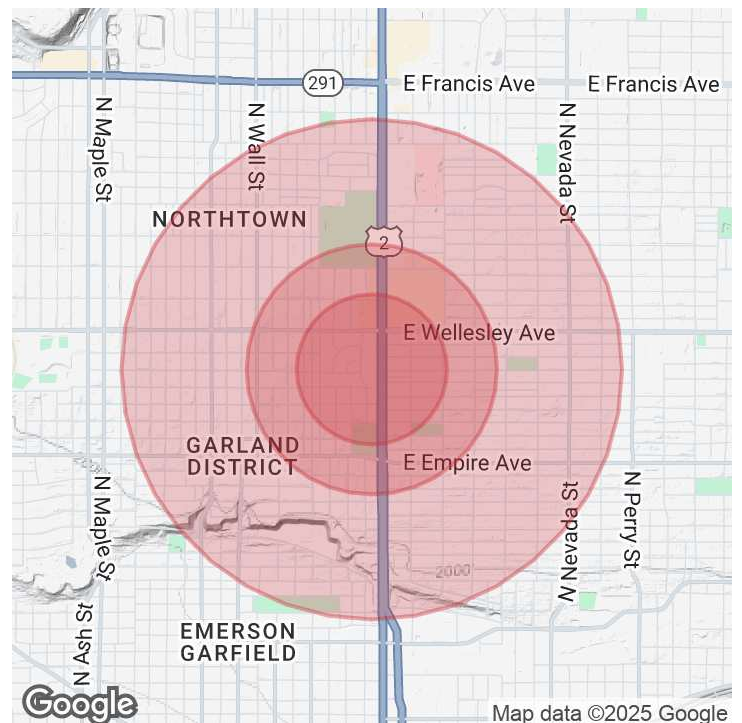 291
E Francis Ave
E Francis Ave
N Maple St
N Wall St
N Nevada St
NORTHTOWN
2
E Wellesley Ave
GARLAND
DISTRICT
E Empire Ave
N Maple St
N Nevada St
N Perry St
2000
N Ash St
EMERSON
GARFIELD
Google
Map data ©2025 Google